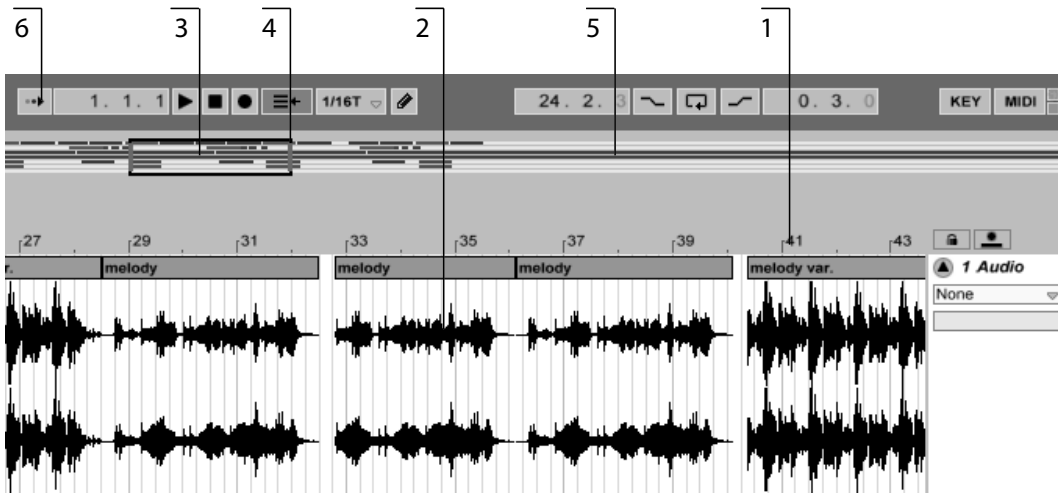 6 3 4 2 5 1
1. 1. 1 1/16T 24. 2. 3 0. 3. 0 KEY MIDI
27 29 31 33 35 37 39 41 43
r. melody melody melody melody var. 1 Audio
None